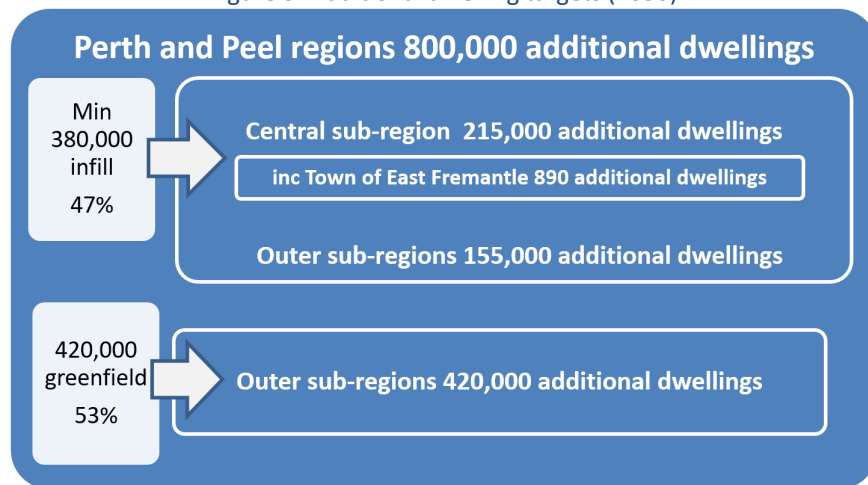 Perth and Peel regions 800,000 additional dwellings
Min
380,000
infill
47%
Central sub-region 215,000 additional dwellings
inc Town of East Fremantle 890 additional dwellings
Outer sub-regions 155,000 additional dwellings
420,000
greenfield
53%
Outer sub-regions 420,000 additional dwellings